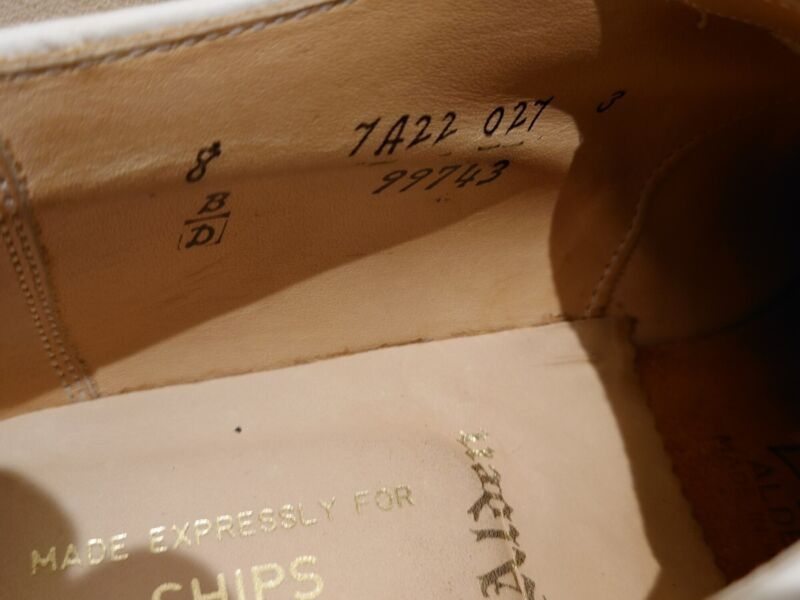 8 7A22 027 3
B 99743
D
MADE EXPRESSLY FOR
CHIPS